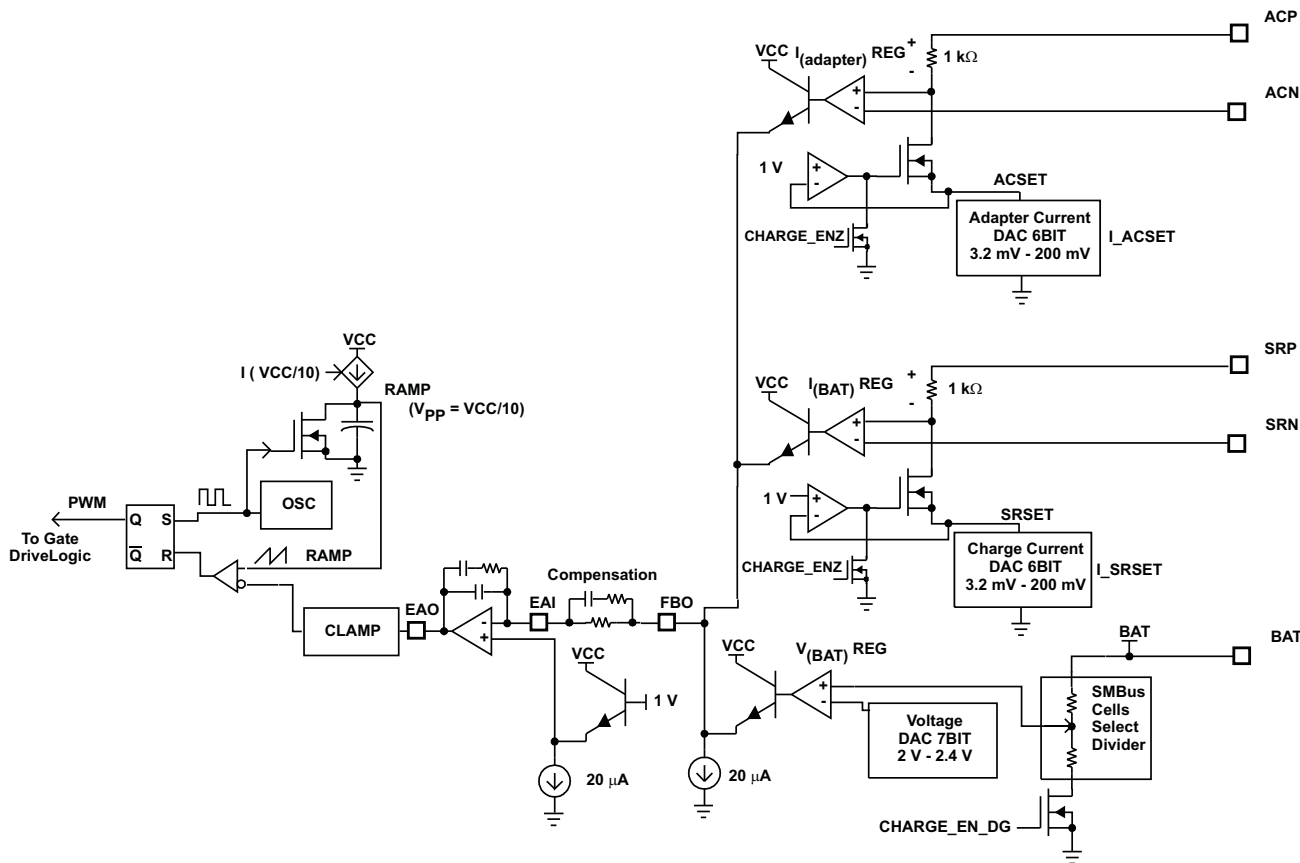 ACP
VCC
I(adapter) REG
+
-
1 kΩ
+
-
ACN
1 V
+
-
ACSET
CHARGE_ENZ
Adapter Current
DAC 6BIT
3.2 mV - 200 mV
I_ACSET
SRP
VCC
I(BAT) REG
+
-
1 kΩ
+
-
SRN
1 V
+
-
SRSET
CHARGE_ENZ
Charge Current
DAC 6BIT
3.2 mV - 200 mV
I_SRSET
VCC
I ( VCC/10)
RAMP
(VPP = VCC/10)
OSC
PWM
Q
S
Q
R
To Gate
DriveLogic
RAMP
CLAMP
EAO
-
+
EAI
Compensation
FBO
VCC
1 V
20 μA
VCC
V(BAT) REG
+
-
20 μA
Voltage
DAC 7BIT
2 V - 2.4 V
BAT
BAT
SMBus
Cells
Select
Divider
CHARGE_EN_DG